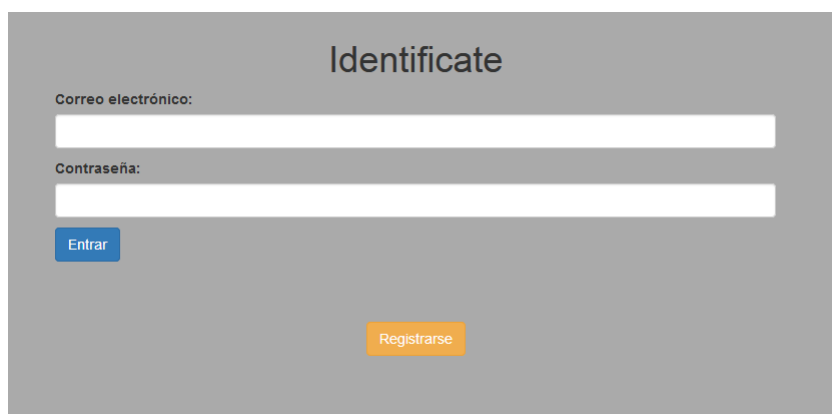 Identificate
Correo electrónico:
Contraseña:
Entrar
Registrarse